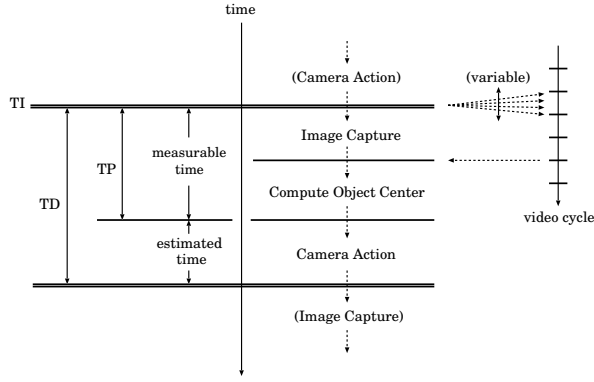 time
(Camera Action)
(variable)
TI
Image Capture
measurable
time
TP
Compute Object Center
TD
video cycle
estimated
time
Camera Action
(Image Capture)